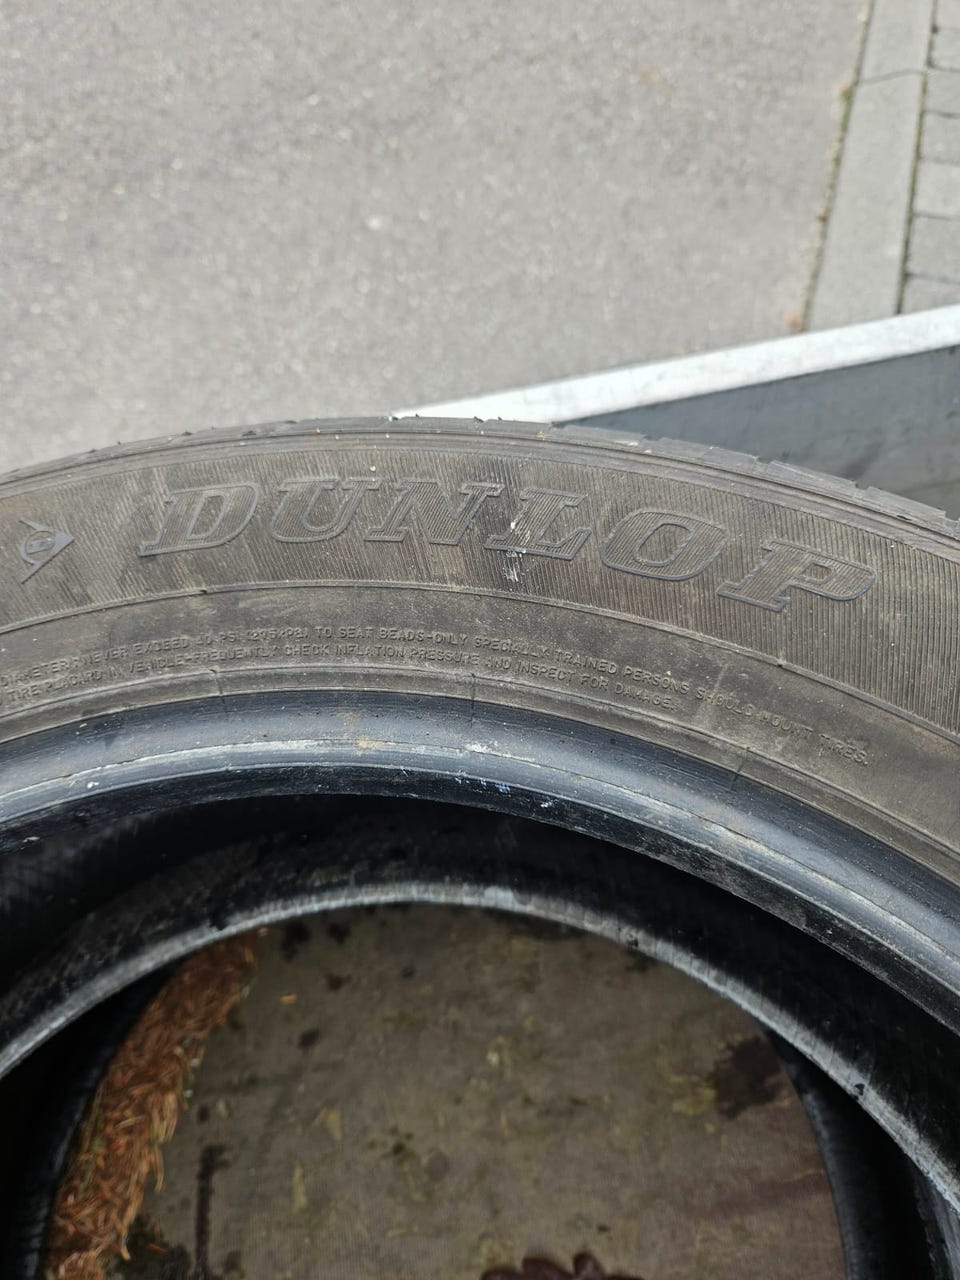 DUNLOP
NEVER EXCEED 40 PSI (275 kPa) TO SEAT BEADS-ONLY SPECIALLY TRAINED PERSONS SHOULD MOUNT TIRES.
TIRE PLACARD IN VEHICLE-FREQUENTLY CHECK INFLATION PRESSURE AND INSPECT FOR DAMAGE.